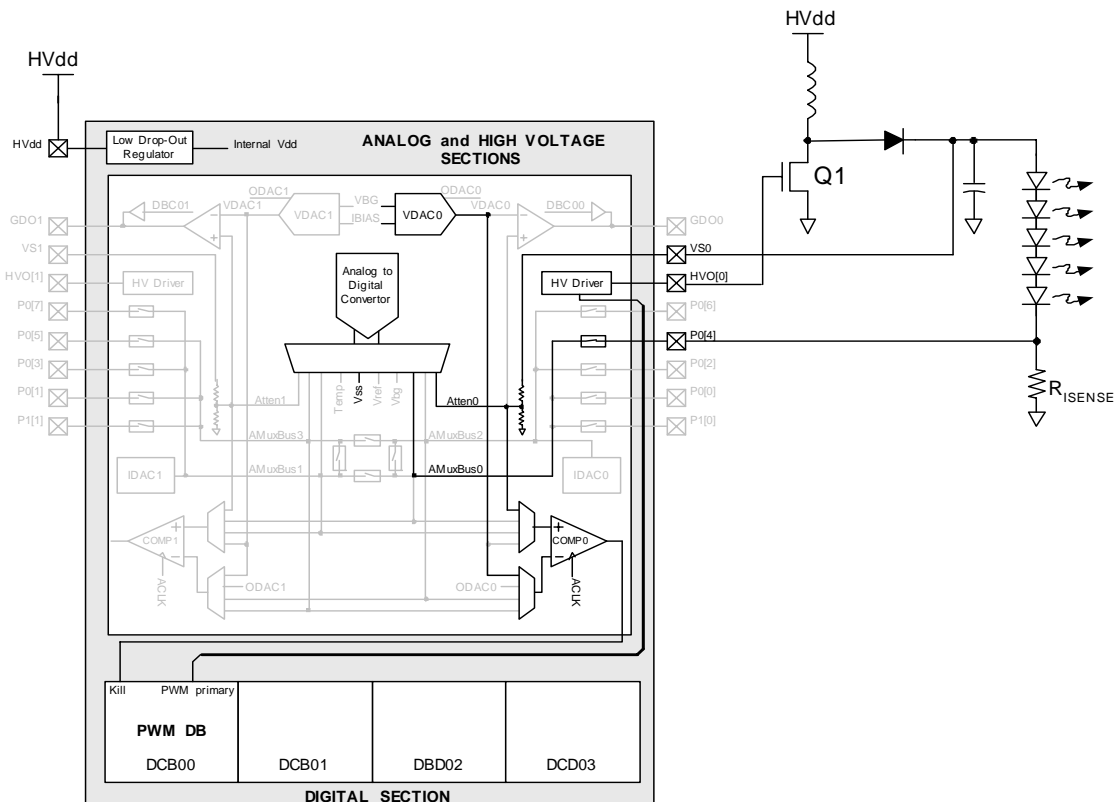 HVdd
HVdd
HVdd
Low Drop-Out
Regulator
Internal Vdd
ANALOG and HIGH VOLTAGE
SECTIONS
Q1
ODAC1
ODAC0
DBC01
VDAC1
VBG
VDAC0
DBC00
VDAC1
IBIAS
VDAC0
GDO1
GDO0
VS1
VS0
HVO[1]
HV Driver
Analog to
Digital
Convertor
HV Driver
HVO[0]
P0[7]
P0[6]
P0[5]
P0[4]
P0[3]
P0[2]
P0[1]
P0[0]
P1[1]
P1[0]
RISENSE
Temp
Vss
Vref
Vbg
Atten1
Atten0
AMuxBus3
AMuxBus2
IDAC1
AMuxBus1
AMuxBus0
IDAC0
COMP1
COMP0
ACLK
ODAC1
ODAC0
ACLK
Kill
PWM primary
PWM DB
DCB00
DCB01
DBD02
DCD03
DIGITAL SECTION